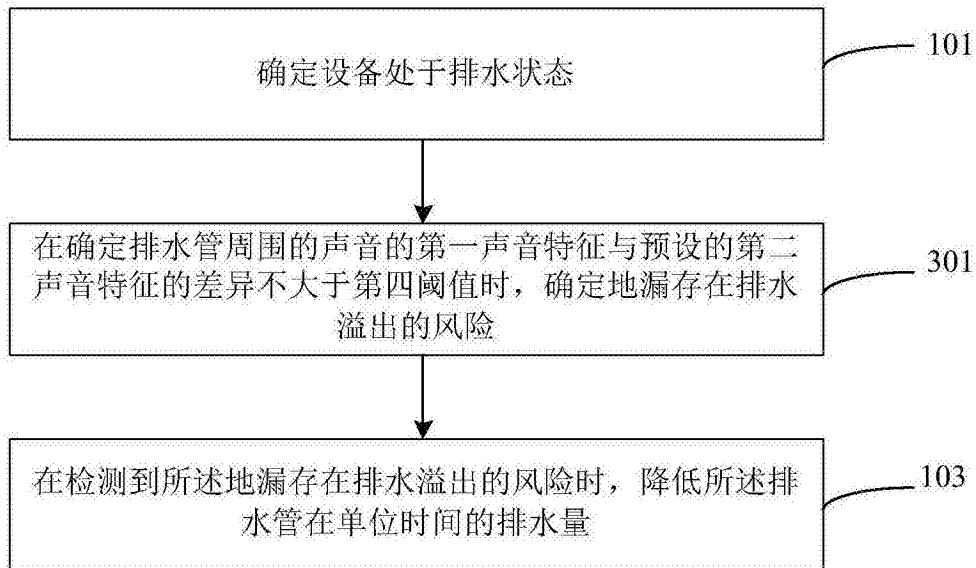 确定设备处于排水状态
101
在确定排水管周围的声音的第一声音特征与预设的第二
声音特征的差异不大于第四阈值时，确定地漏存在排水
溢出的风险
301
在检测到所述地漏存在排水溢出的风险时，降低所述排
水管在单位时间的排水量
103